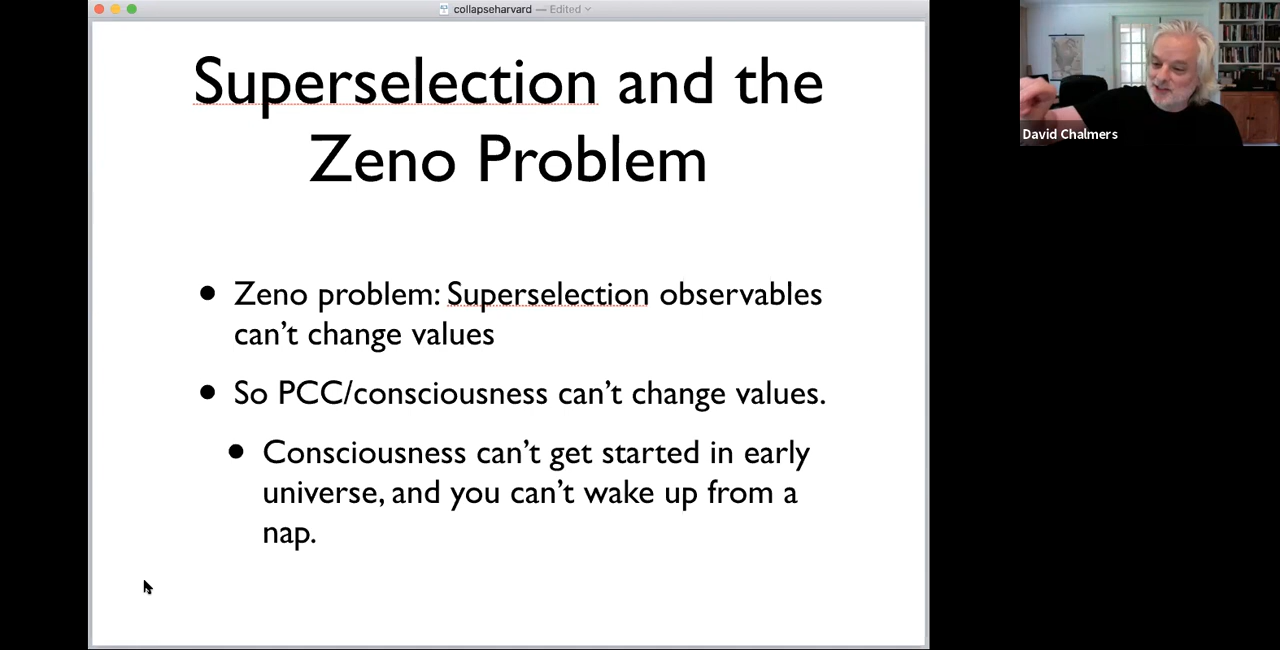 collapseharvard — Edited
Superselection and the
Zeno Problem
• Zeno problem: Superselection observables
can’t change values
• So PCC/consciousness can’t change values.
• Consciousness can’t get started in early
universe, and you can’t wake up from a
nap.
David Chalmers